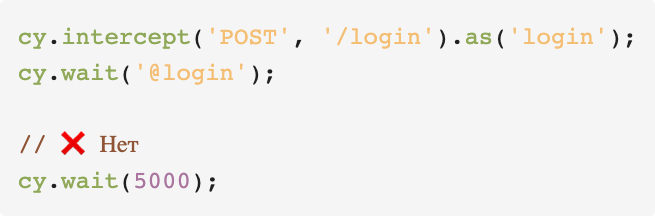 cy.intercept('POST', '/login').as('login');
cy.wait('@login');
// ❌ Нет
cy.wait(5000);